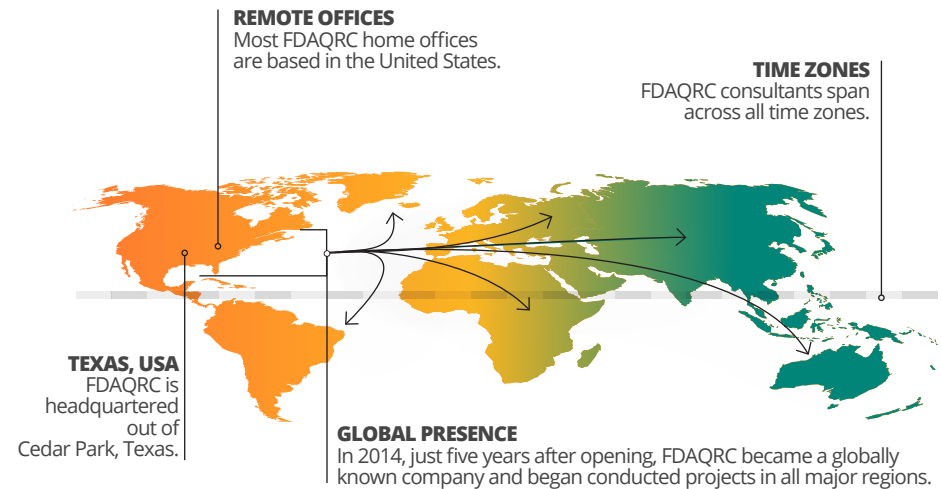 REMOTE OFFICES
Most FDAQRC home offices
are based in the United States.
TIME ZONES
FDAQRC consultants span
across all time zones.
TEXAS, USA
FDAQRC is
headquartered
out of
Cedar Park, Texas.
GLOBAL PRESENCE
In 2014, just five years after opening, FDAQRC became a globally
known company and began conducted projects in all major regions.